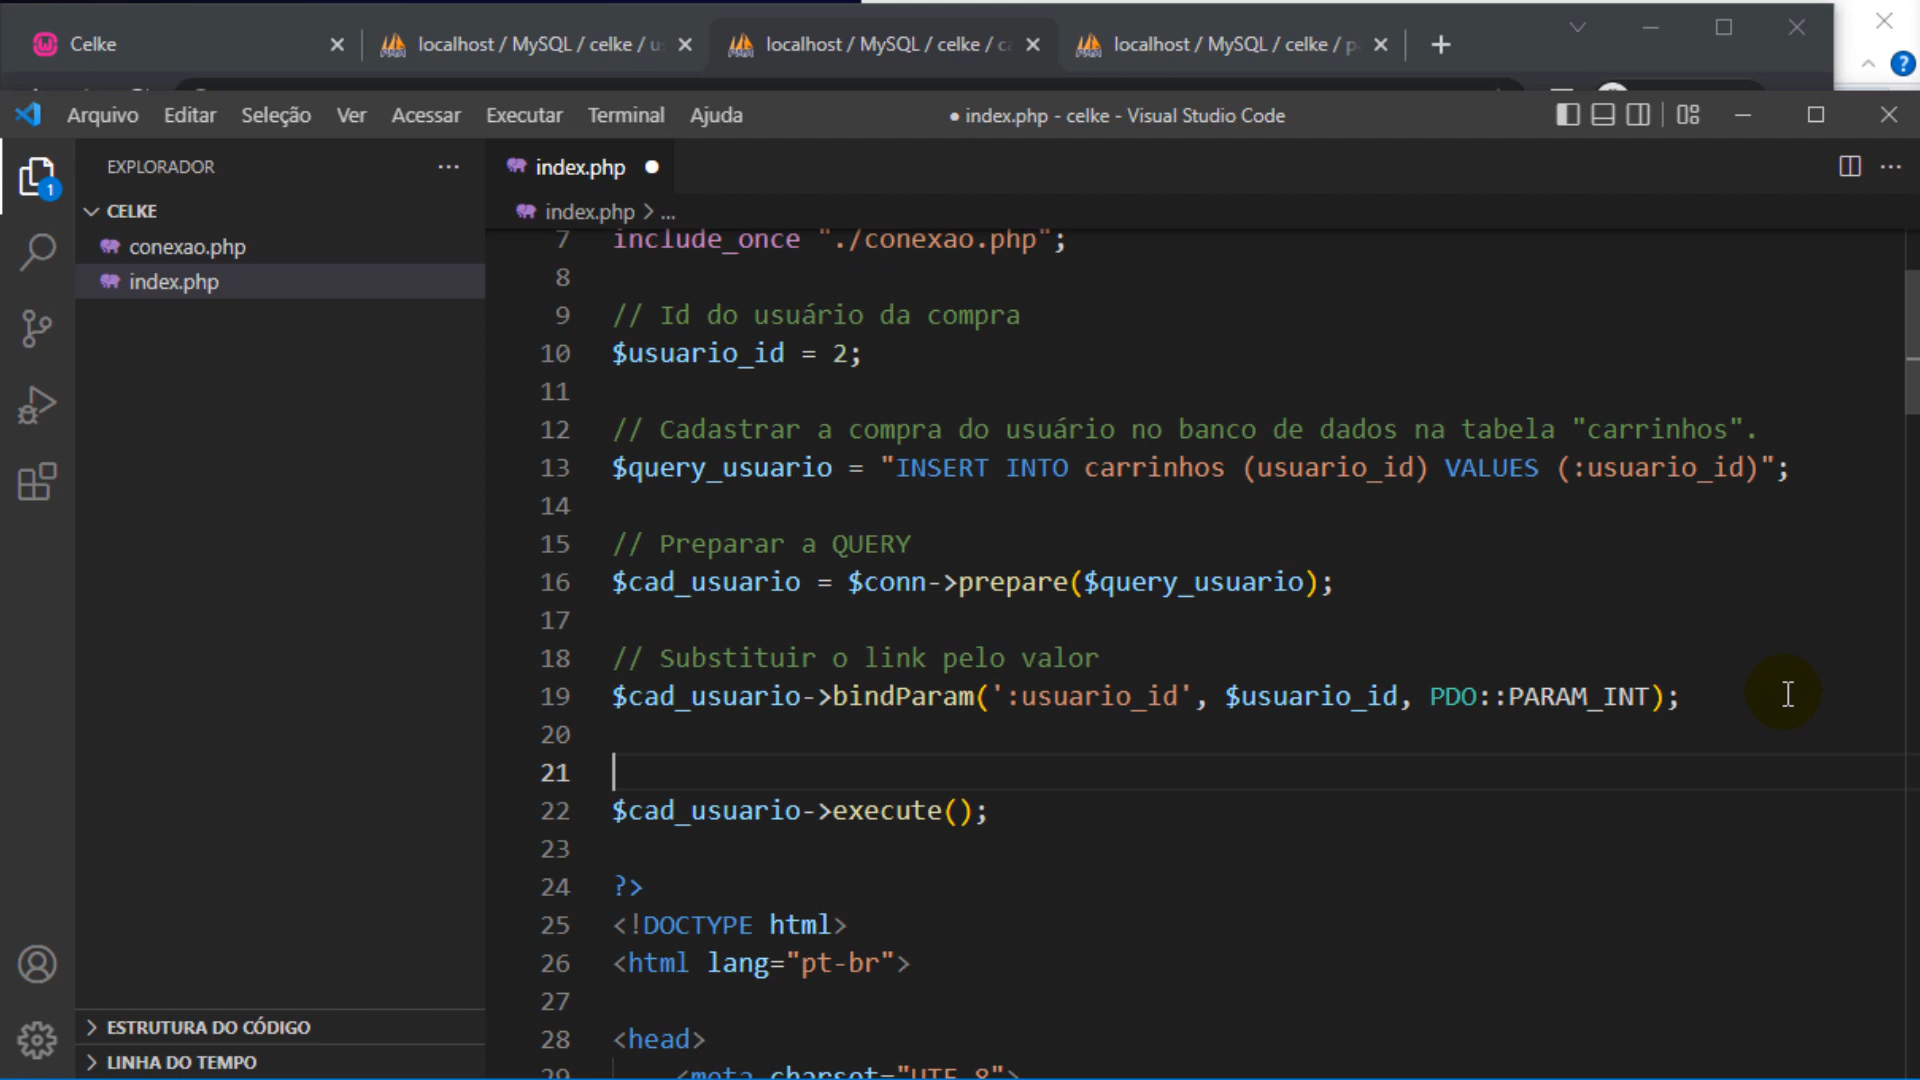 Celke
localhost / MySQL / celke / u
localhost / MySQL / celke / c
localhost / MySQL / celke / p
Arquivo Editar Seleção Ver Acessar Executar Terminal Ajuda
● index.php - celke - Visual Studio Code
EXPLORADOR
CELKE
conexao.php
index.php
1
index.php
index.php > ...
7 include_once "./conexao.php";
8
9 // Id do usuário da compra
10 $usuario_id = 2;
11
12 // Cadastrar a compra do usuário no banco de dados na tabela "carrinhos".
13 $query_usuario = "INSERT INTO carrinhos (usuario_id) VALUES (:usuario_id)";
14
15 // Preparar a QUERY
16 $cad_usuario = $conn->prepare($query_usuario);
17
18 // Substituir o link pelo valor
19 $cad_usuario->bindParam(':usuario_id', $usuario_id, PDO::PARAM_INT);
20
21
22 $cad_usuario->execute();
23
24 ?>
25 <!DOCTYPE html>
26 <html lang="pt-br">
27
28 <head>
29 <meta charset="UTF-8">
ESTRUTURA DO CÓDIGO
LINHA DO TEMPO